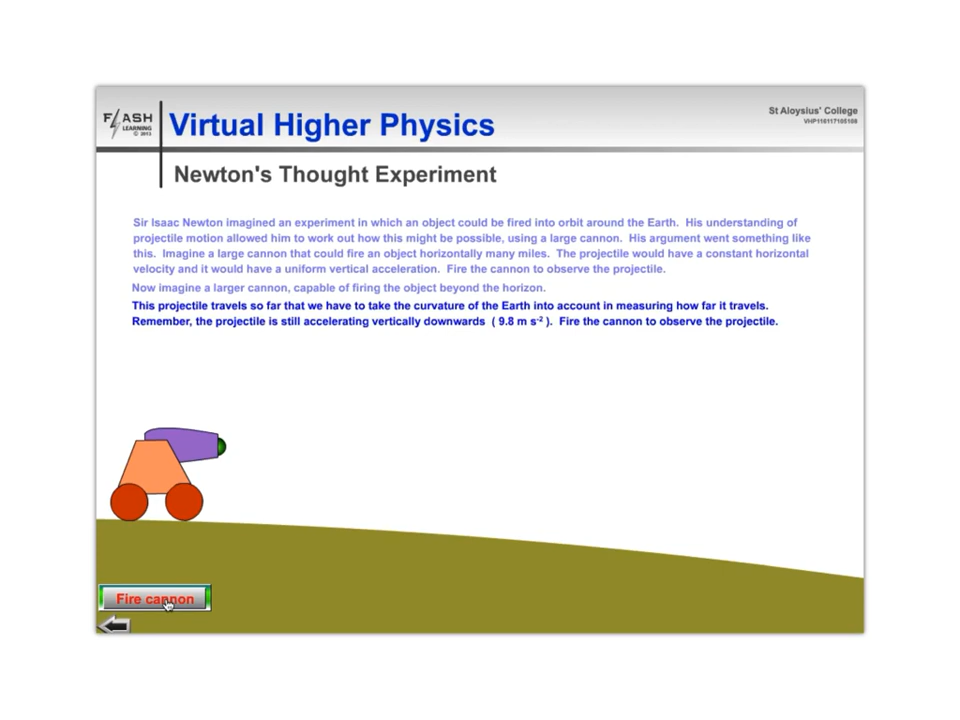 FLASH
LEARNING
© 2013
Virtual Higher Physics
St Aloysius' College
VHP110117105108
Newton's Thought Experiment
Sir Isaac Newton imagined an experiment in which an object could be fired into orbit around the Earth. His understanding of
projectile motion allowed him to work out how this might be possible, using a large cannon. His argument went something like
this. Imagine a large cannon that could fire an object horizontally many miles. The projectile would have a constant horizontal
velocity and it would have a uniform vertical acceleration. Fire the cannon to observe the projectile.
Now imagine a larger cannon, capable of firing the object beyond the horizon.
This projectile travels so far that we have to take the curvature of the Earth into account in measuring how far it travels.
Remember, the projectile is still accelerating vertically downwards ( 9.8 m s⁻² ). Fire the cannon to observe the projectile.
Fire cannon